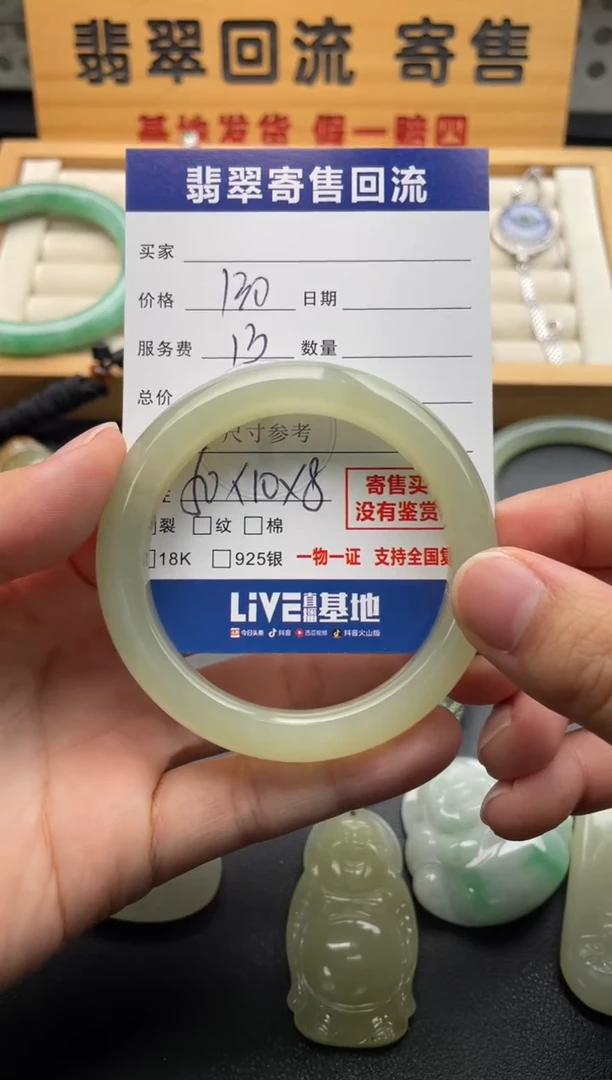 翡翠回流 寄售
基地发货 假一赔四
翡翠寄售回流
买家
价格 130 日期
服务费 13 数量
总价
尺寸参考
60×10×8
裂 纹 棉
寄售买
没有鉴赏
18K 925银 一物一证 支持全国复
LIVE直播基地
今日头条 抖音 西瓜视频 抖音火山版